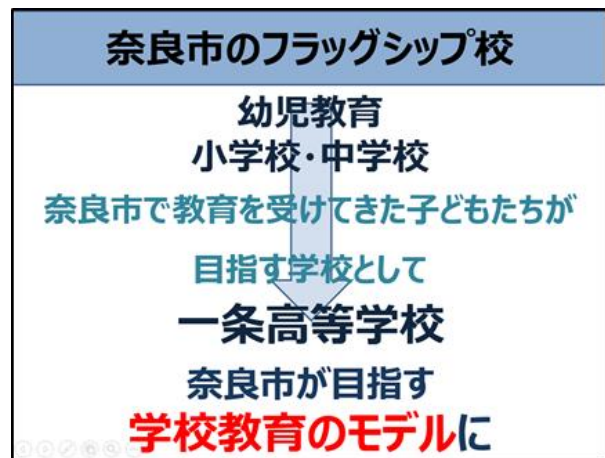 奈良市のフラッグシップ校
幼児教育
小学校・中学校
奈良市で教育を受けてきた子どもたちが
目指す学校として
一条高等学校
奈良市が目指す
学校教育のモデルに